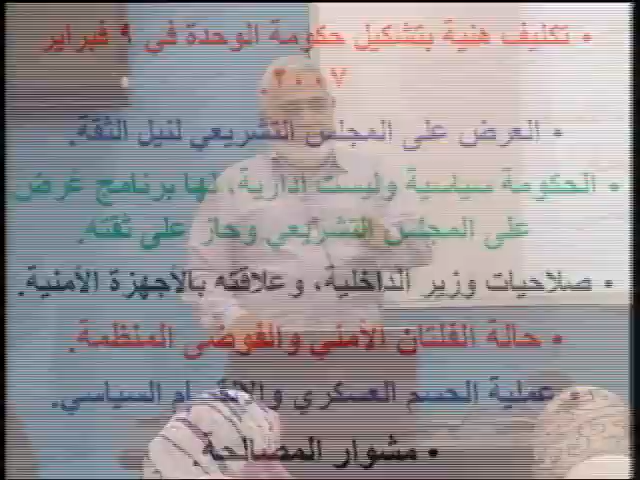 • تكليف هنية بتشكيل حكومة الوحدة في ٩ فبراير
٢٠٠٧.
• العرض على المجلس التشريعي لنيل الثقة.
• الحكومة سياسية وليست إدارية، لها برنامج عُرض
على المجلس التشريعي وحاز على ثقته.
• صلاحيات وزير الداخلية، وعلاقته بالأجهزة الأمنية.
• حالة الفلتان الأمني والفوضى المنظمة.
• عملية الحسم العسكري والانقسام السياسي.
• مشوار المصالحة.